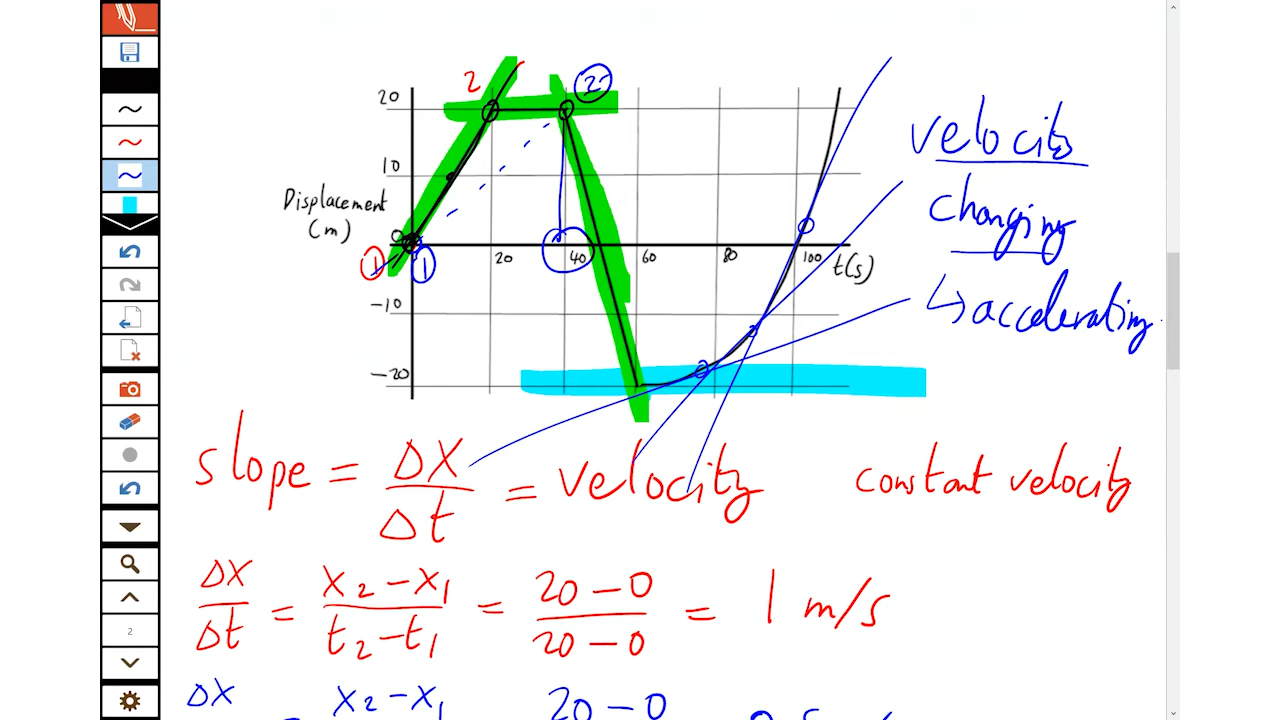 2
2
20
velocity
10
changing
Displacement
(m)
0
1
1
20
40
60
80
100
t(s)
-10
↳ accelerating
-20
slope = Δx/Δt = velocity
constant velocity
Δx/Δt = x₂-x₁/t₂-t₁ = 20-0/20-0 = 1 m/s
2
Δx x₂-x₁ 20-0